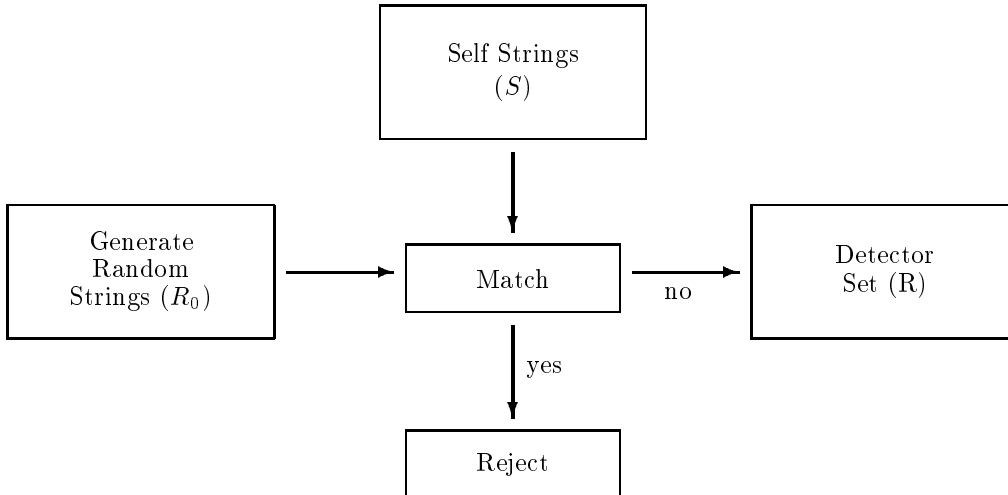 Self Strings
(S)
Generate
Random
Strings (R₀)
Match
no
Detector
Set (R)
yes
Reject